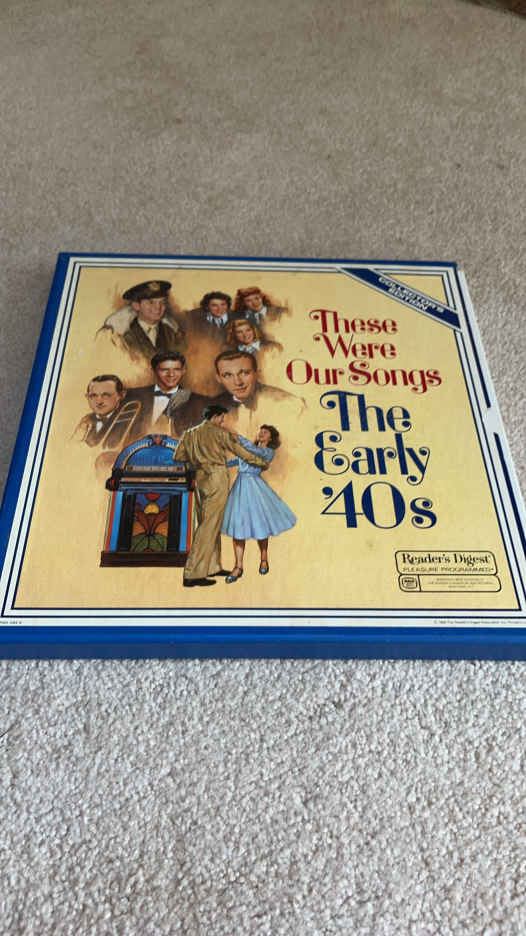 COLLECTOR'S
EDITION
These
Were
Our Songs
The
Early
'40s
Reader's Digest
PLEASURE PROGRAMMED